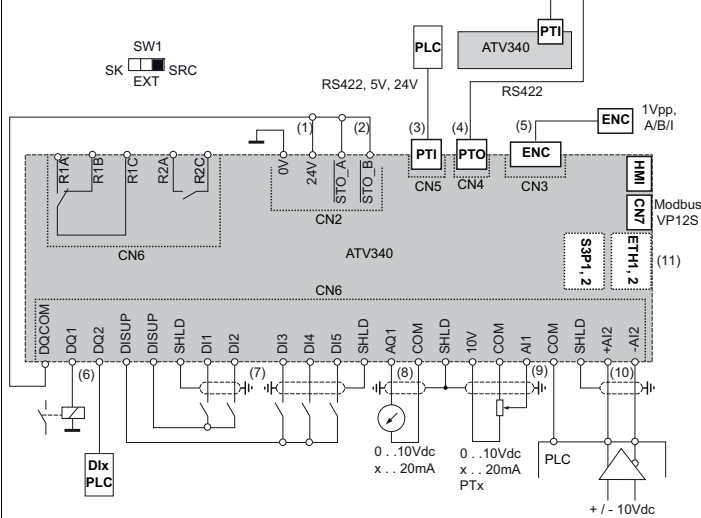 PTI
ATV340
PLC
SW1
SK SRC
EXT
RS422, 5V, 24V
RS422
ENC
1Vpp,
A/B/I
(1) (2) (3) (4) (5)
R1A R1B R1C R2A R2C
0V 24V STO_A STO_B
PTI PTO ENC
CN5 CN4 CN3
HMI
CN2
CN7
Modbus
VP12S
CN6
ATV340
S3P1, 2
ETH1, 2
(11)
CN6
DQCOM DQ1 DQ2 DISUP DISUP SHLD DI1 DI2 DI3 DI4 DI5 SHLD AQ1 COM SHLD 10V COM AI1 COM SHLD +AI2 -AI2
(6) (7) (8) (9) (10)
0 . .10Vdc
x . . 20mA
0 . .10Vdc
x . . 20mA
PTx
PLC
DIx
PLC
+ / - 10Vdc